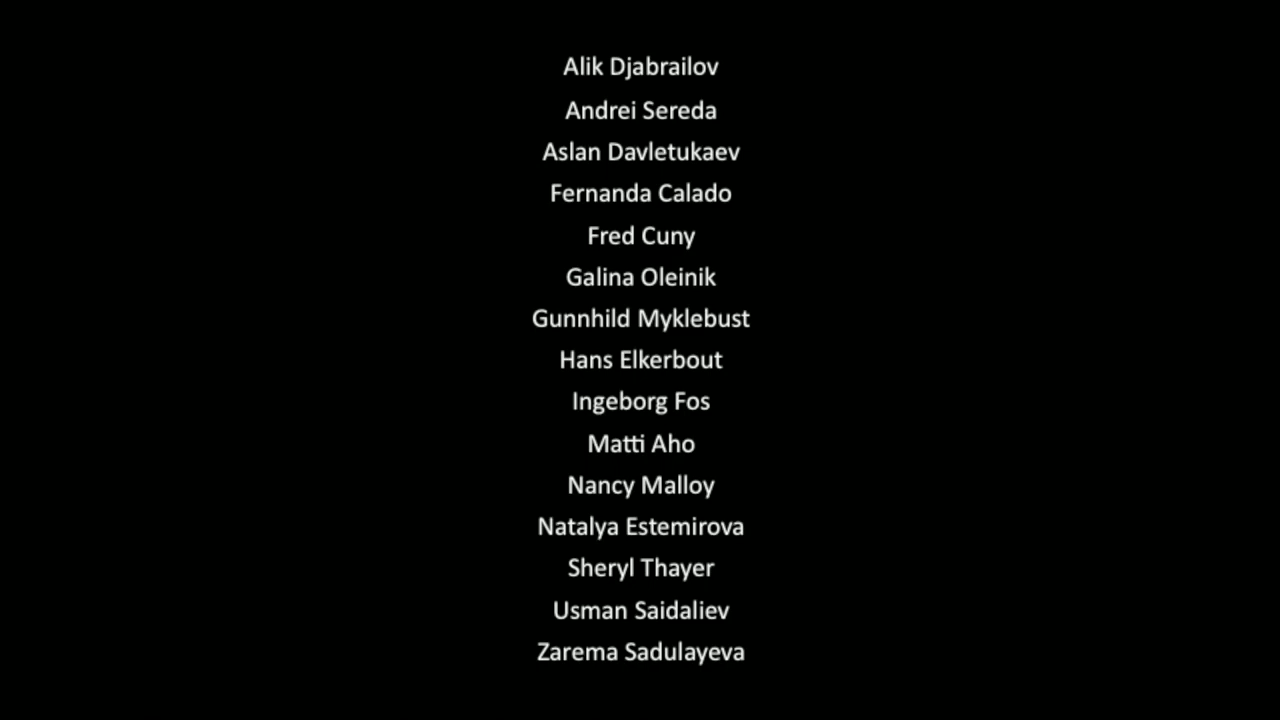 Alik Djabrailov
Andrei Sereda
Aslan Davletukaev
Fernanda Calado
Fred Cuny
Galina Oleinik
Gunnhild Myklebust
Hans Elkerbout
Ingeborg Fos
Matti Aho
Nancy Malloy
Natalya Estemirova
Sheryl Thayer
Usman Saidaliev
Zarema Sadulayeva